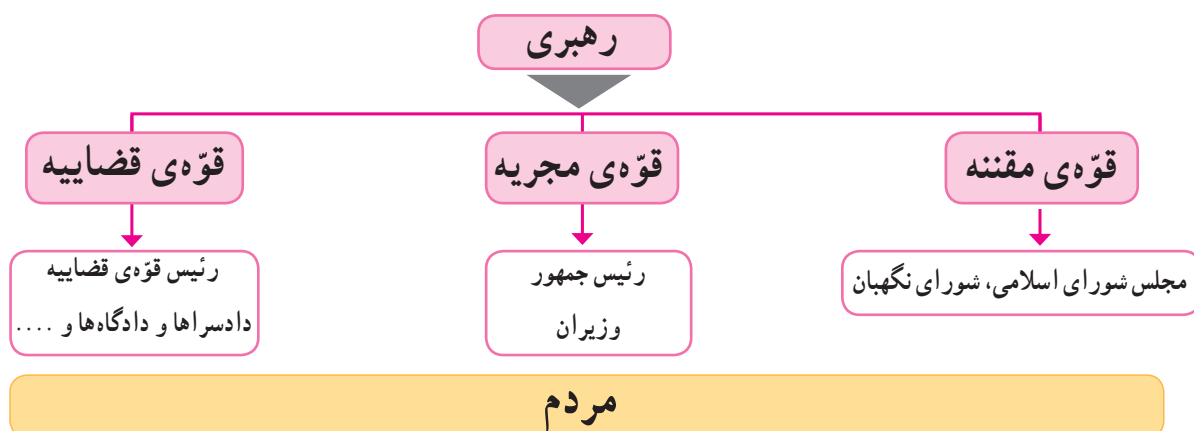 رهبری
قوّه‌ی مقننه
قوّه‌ی مجریه
قوّه‌ی قضاییه
مجلس شورای اسلامی، شورای نگهبان
رئیس جمهور
وزیران
رئیس قوّه‌ی قضاییه
دادسراها و دادگاه‌ها و ....
مردم